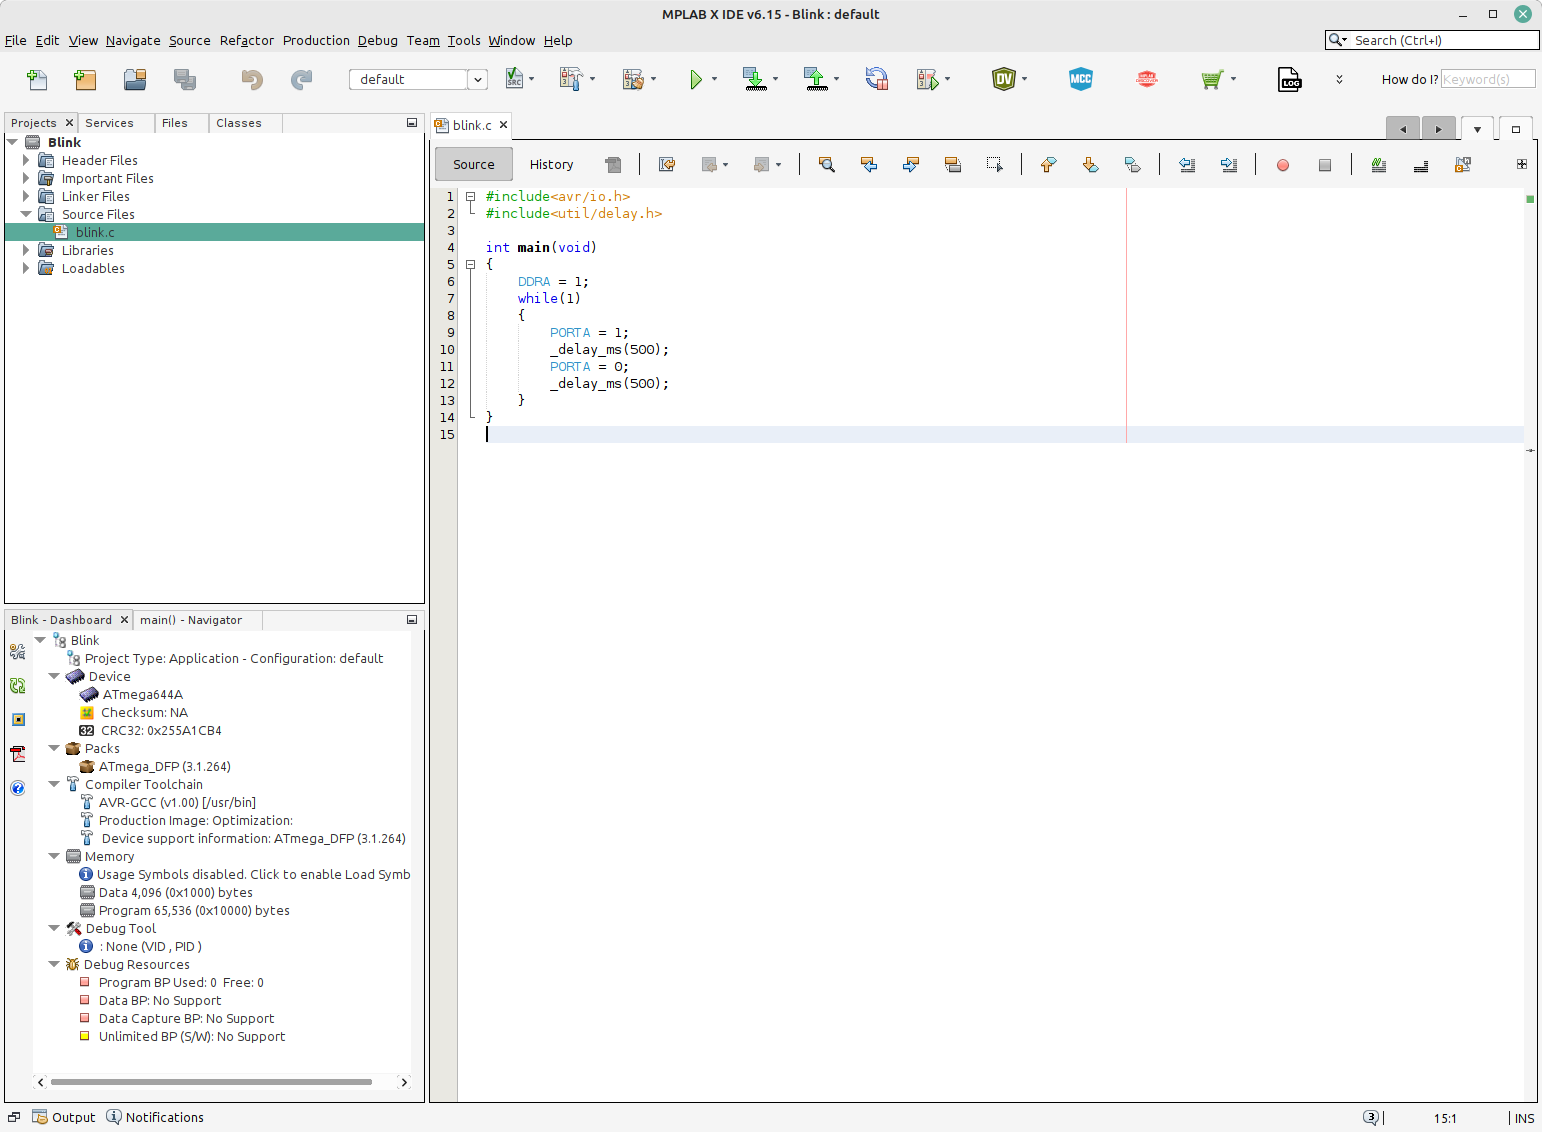 MPLAB X IDE v6.15 - Blink : default
File Edit View Navigate Source Refactor Production Debug Team Tools Window Help
Search (Ctrl+I)
default
SRC
DV
MCC
LOG
How do I? Keyword(s)
Projects Services Files Classes
Blink
Header Files
Important Files
Linker Files
Source Files
blink.c
Libraries
Loadables
blink.c
Source History
1 #include<avr/io.h>
2 #include<util/delay.h>
3
4 int main(void)
5 {
6 DDRA = 1;
7 while(1)
8 {
9 PORTA = 1;
10 _delay_ms(500);
11 PORTA = 0;
12 _delay_ms(500);
13 }
14 }
15
Blink - Dashboard main() - Navigator
Blink
Project Type: Application - Configuration: default
Device
ATmega644A
Checksum: NA
32 CRC32: 0x255A1CB4
Packs
ATmega_DFP (3.1.264)
Compiler Toolchain
AVR-GCC (v1.00) [/usr/bin]
Production Image: Optimization:
Device support information: ATmega_DFP (3.1.264)
Memory
Usage Symbols disabled. Click to enable Load Symb
Data 4,096 (0x1000) bytes
Program 65,536 (0x10000) bytes
Debug Tool
: None (VID , PID )
Debug Resources
Program BP Used: 0 Free: 0
Data BP: No Support
Data Capture BP: No Support
Unlimited BP (S/W): No Support
Output Notifications
3 15:1 INS